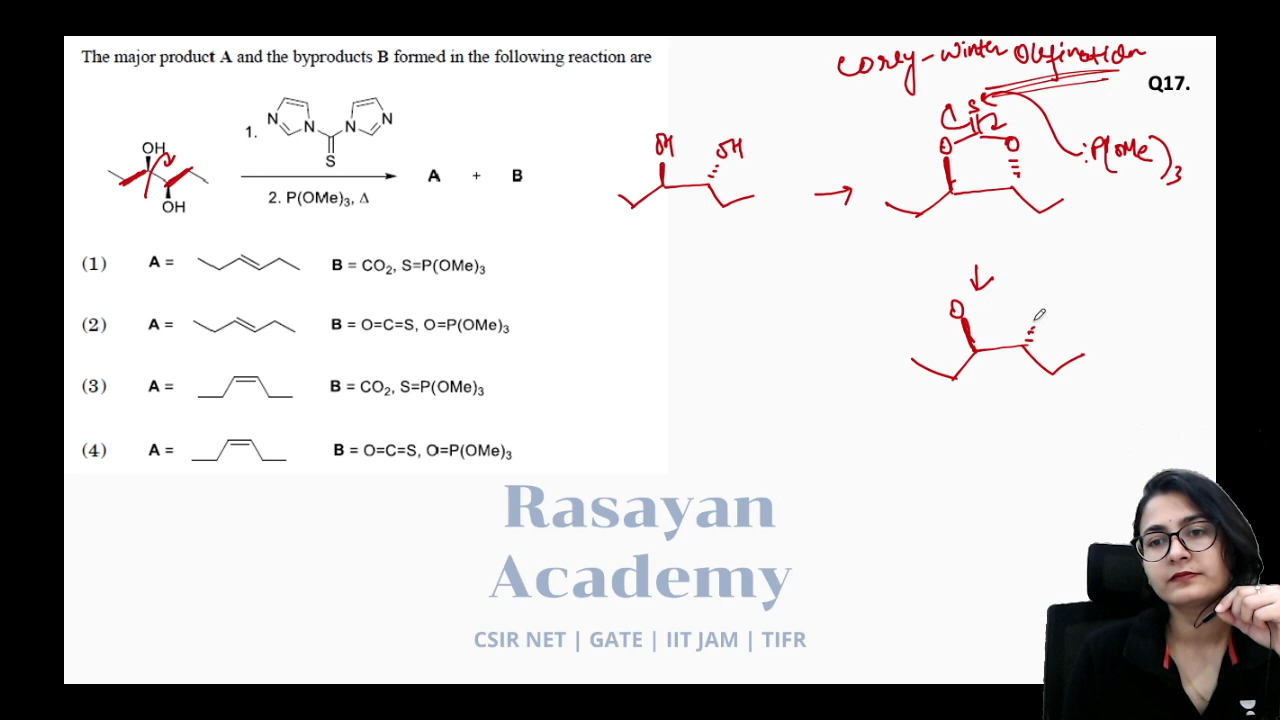 The major product A and the byproducts B formed in the following reaction are
Corey-Winter Olefination
Q17.
1.
N N N N
S
OH
OH
2. P(OMe)3, Δ
A + B
OH OH
S
O O
:P(OMe)3
O
(1) A = B = CO2, S=P(OMe)3
(2) A = B = O=C=S, O=P(OMe)3
(3) A = B = CO2, S=P(OMe)3
(4) A = B = O=C=S, O=P(OMe)3
Rasayan
Academy
CSIR NET | GATE | IIT JAM | TIFR